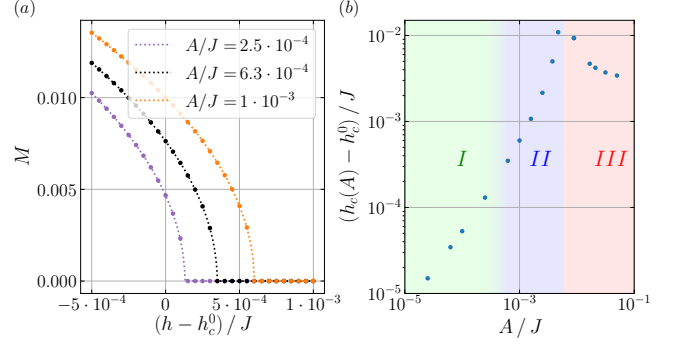 (a)
M
0.010
0.005
0.000
A/J = 2.5 · 10⁻⁴
A/J = 6.3 · 10⁻⁴
A/J = 1 · 10⁻³
−5 · 10⁻⁴ 0 5 · 10⁻⁴ 1 · 10⁻³
(h − h_c^0) / J
(b)
(h_c(A) − h_c^0) / J
10⁻²
10⁻³
10⁻⁴
10⁻⁵
I II III
10⁻⁵ 10⁻³ 10⁻¹
A / J